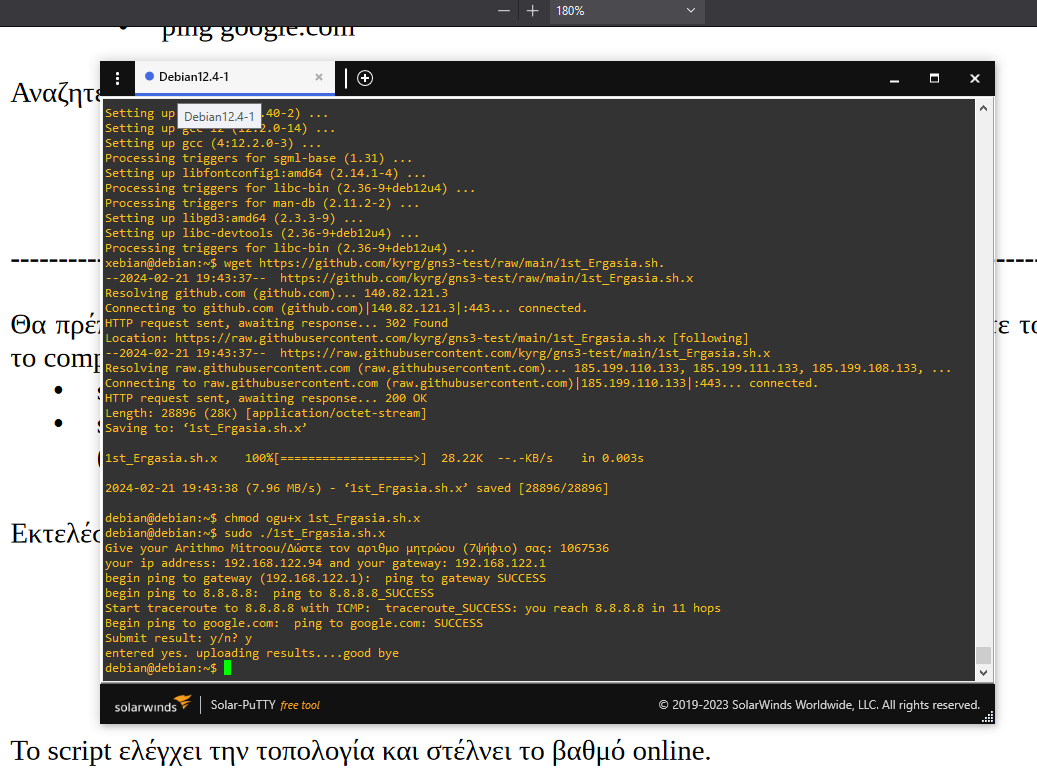 180%
ping google.com
Debian12.4-1
Αναζητε
Debian12.4-1
Setting up .40-2) ...
Setting up gcc-12 (12.2.0-14) ...
Setting up gcc (4:12.2.0-3) ...
Processing triggers for sgml-base (1.31) ...
Setting up libfontconfig1:amd64 (2.14.1-4) ...
Processing triggers for libc-bin (2.36-9+deb12u4) ...
Processing triggers for man-db (2.11.2-2) ...
Setting up libgd3:amd64 (2.3.3-9) ...
Setting up libc-devtools (2.36-9+deb12u4) ...
Processing triggers for libc-bin (2.36-9+deb12u4) ...
xebian@debian:~$ wget https://github.com/kyrg/gns3-test/raw/main/1st_Ergasia.sh.
--2024-02-21 19:43:37--  https://github.com/kyrg/gns3-test/raw/main/1st_Ergasia.sh.x
Resolving github.com (github.com)... 140.82.121.3
Connecting to github.com (github.com)|140.82.121.3|:443... connected.
HTTP request sent, awaiting response... 302 Found
Location: https://raw.githubusercontent.com/kyrg/gns3-test/main/1st_Ergasia.sh.x [following]
--2024-02-21 19:43:37--  https://raw.githubusercontent.com/kyrg/gns3-test/main/1st_Ergasia.sh.x
Resolving raw.githubusercontent.com (raw.githubusercontent.com)... 185.199.110.133, 185.199.111.133, 185.199.108.133, ...
Connecting to raw.githubusercontent.com (raw.githubusercontent.com)|185.199.110.133|:443... connected.
HTTP request sent, awaiting response... 200 OK
Length: 28896 (28K) [application/octet-stream]
Saving to: ‘1st_Ergasia.sh.x’
1st_Ergasia.sh.x    100%[===================>]  28.22K  --.-KB/s    in 0.003s
2024-02-21 19:43:38 (7.96 MB/s) - ‘1st_Ergasia.sh.x’ saved [28896/28896]
debian@debian:~$ chmod ogu+x 1st_Ergasia.sh.x
debian@debian:~$ sudo ./1st_Ergasia.sh.x
Give your Arithmo Mitroou/Δώστε τον αριθμο μητρώου (7ψήφιο) σας: 1067536
your ip address: 192.168.122.94 and your gateway: 192.168.122.1
begin ping to gateway (192.168.122.1):  ping to gateway SUCCESS
begin ping to 8.8.8.8:  ping to 8.8.8.8_SUCCESS
Start traceroute to 8.8.8.8 with ICMP:  traceroute_SUCCESS: you reach 8.8.8.8 in 11 hops
Begin ping to google.com:  ping to google.com: SUCCESS
Submit result: y/n? y
entered yes. uploading results....good bye
debian@debian:~$
Θα πρέ
τε το
το comp
Εκτελέσ
solarwinds Solar-PuTTY free tool © 2019-2023 SolarWinds Worldwide, LLC. All rights reserved.
Το script ελέγχει την τοπολογία και στέλνει το βαθμό online.